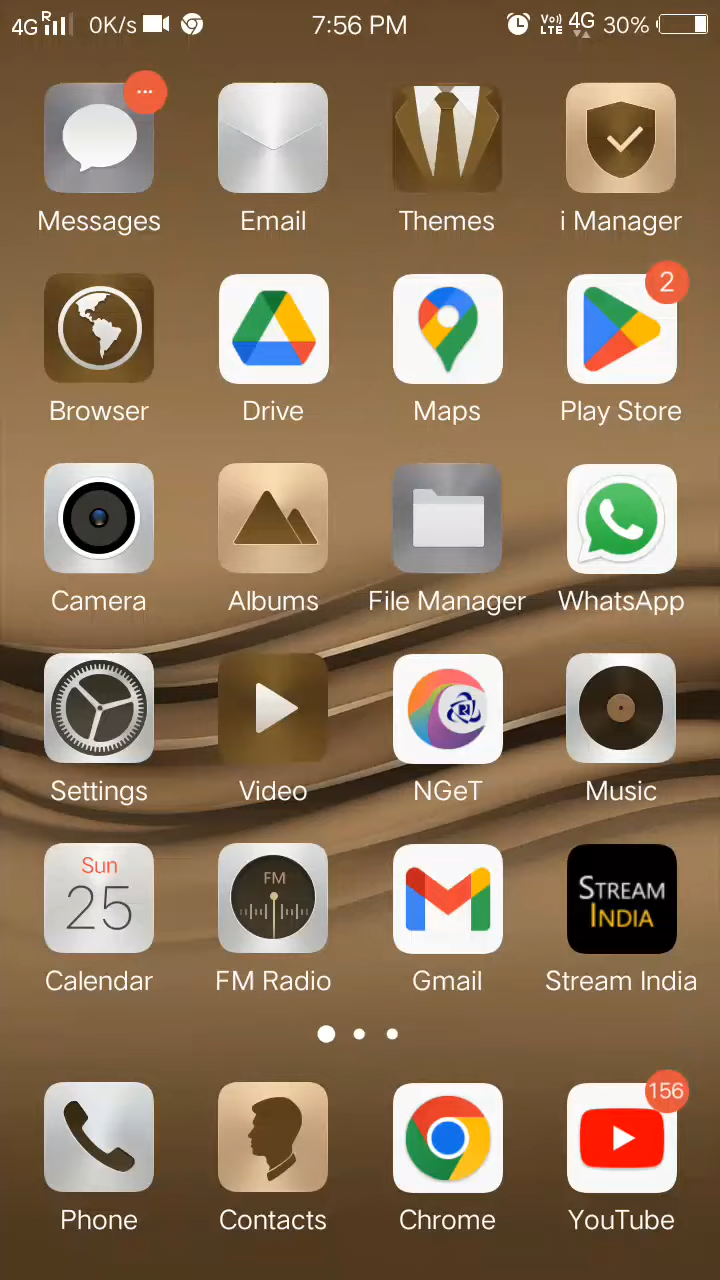 4G R 0K/s 7:56 PM Vo) LTE 4G 30%
...
Messages Email Themes i Manager
2
Browser Drive Maps Play Store
Camera Albums File Manager WhatsApp
Settings Video NGeT Music
Sun
25
FM
STREAM
INDIA
Calendar FM Radio Gmail Stream India
156
Phone Contacts Chrome YouTube